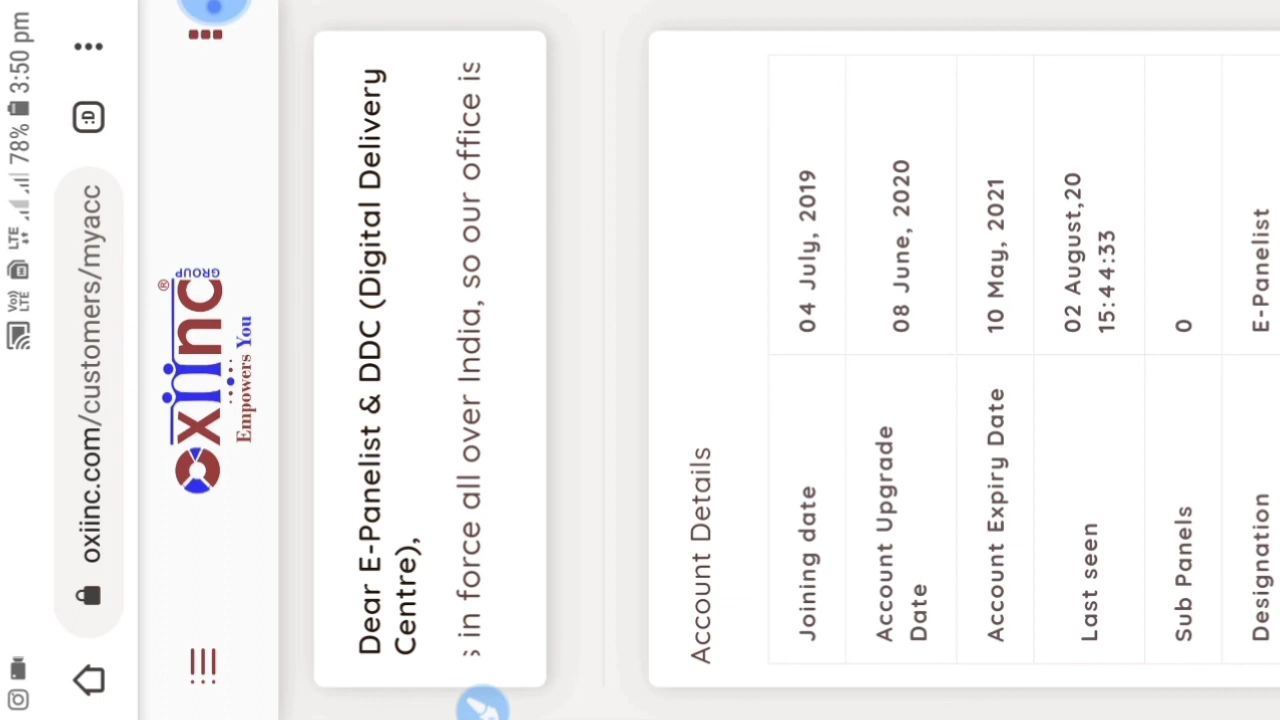 78% 3:50 pm
oxiinc.com/customers/myacc
:D
oxiinc®
GROUP
Empowers You
Dear E-Panelist & DDC (Digital Delivery
Centre),
in force all over India, so our office is
Account Details
Joining date 04 July, 2019
Account Upgrade
Date 08 June, 2020
Account Expiry Date 10 May, 2021
Last seen 02 August,20
15:44:33
Sub Panels 0
Designation E-Panelist